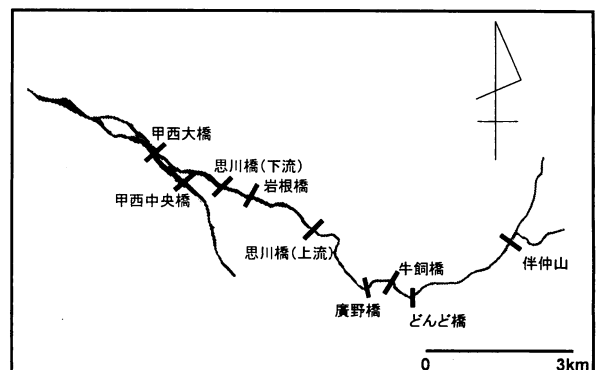 甲西大橋
思川橋(下流)
岩根橋
甲西中央橋
思川橋(上流)
牛飼橋
伴仲山
廣野橋
どんど橋
0 3km